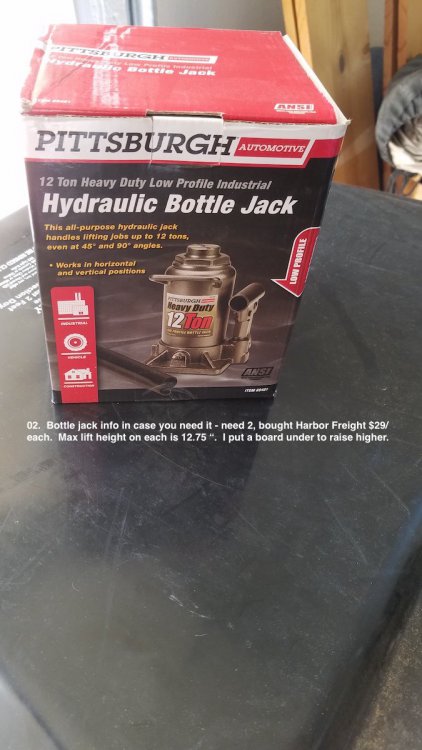 PITTSBURGH AUTOMOTIVE
Hydraulic Bottle Jack
ANSI
PITTSBURGH AUTOMOTIVE
12 Ton Heavy Duty Low Profile Industrial
Hydraulic Bottle Jack
This all-purpose hydraulic jack
handles lifting jobs up to 12 tons,
even at 45° and 90° angles.
• Works in horizontal
and vertical positions
LOW PROFILE
INDUSTRIAL
VEHICLE
CONSTRUCTION
PITTSBURGH
Heavy Duty
12 Ton
LOW PROFILE BOTTLE JACK
ANSI
02. Bottle jack info in case you need it - need 2, bought Harbor Freight $29/
each. Max lift height on each is 12.75 “. I put a board under to raise higher.